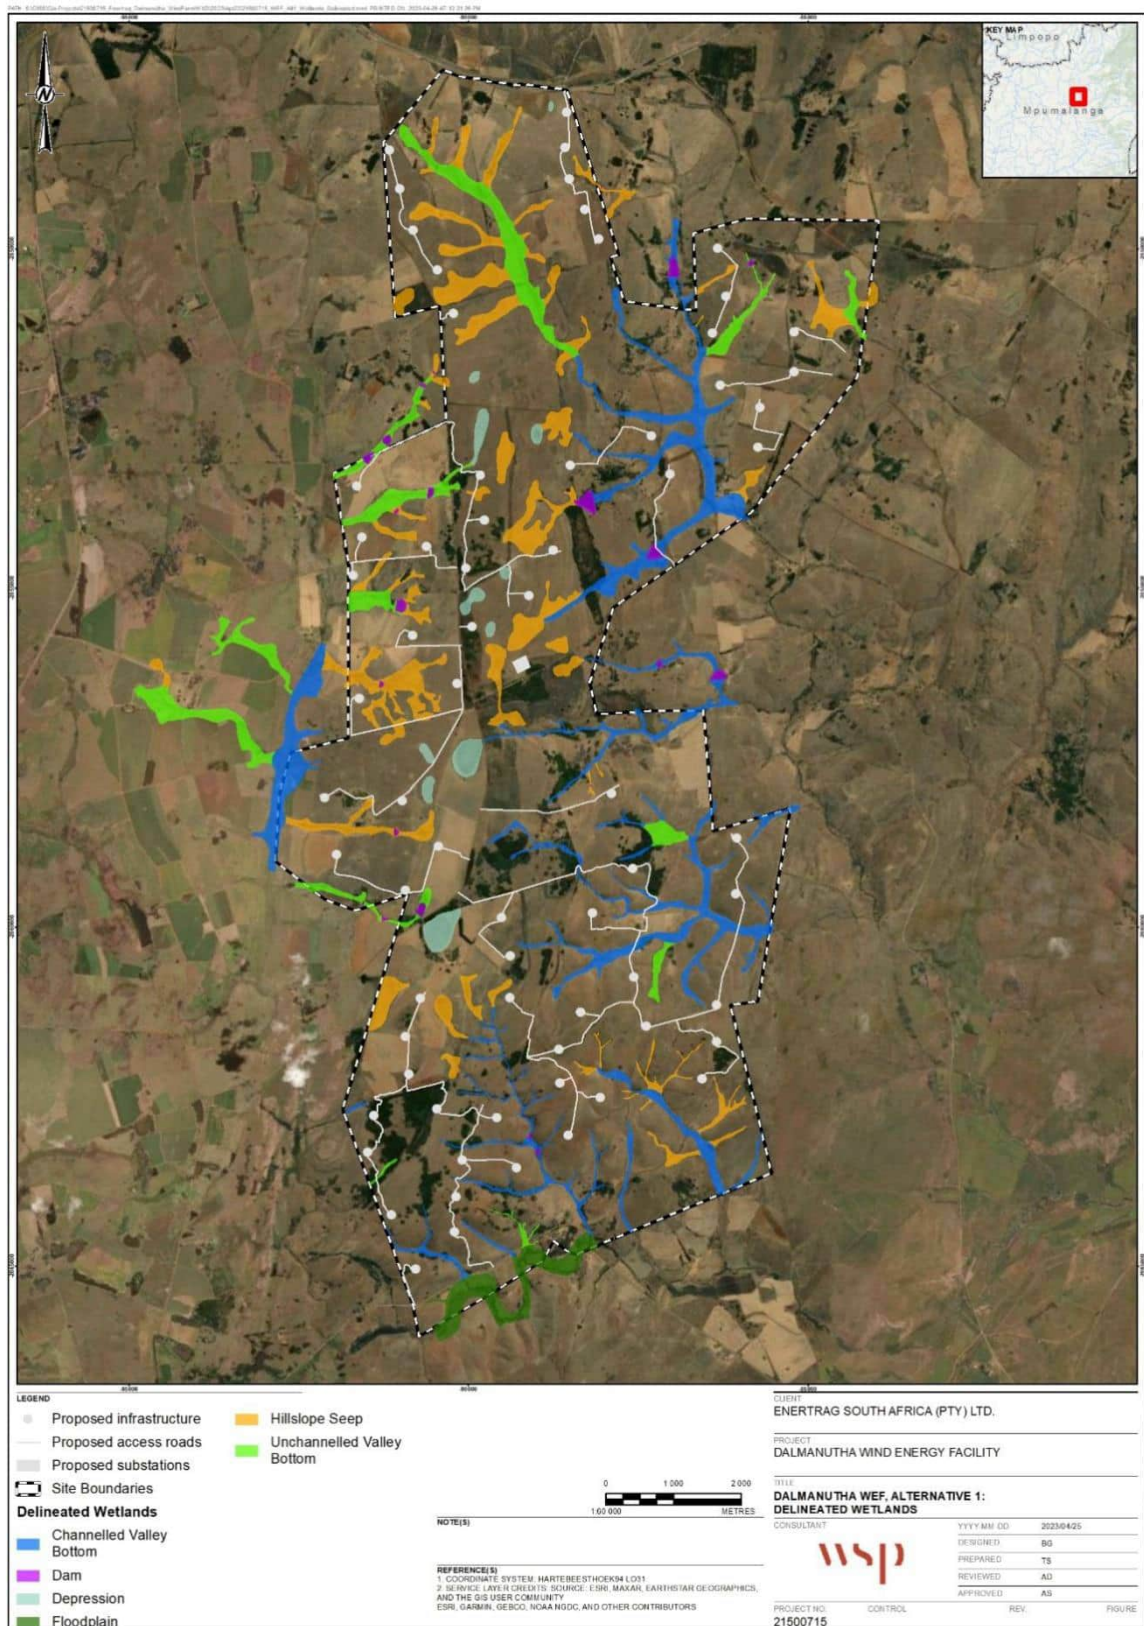 KEY MAP
Limpopo
Mpumalanga
N
LEGEND
Proposed infrastructure
Proposed access roads
Proposed substations
Site Boundaries
Delineated Wetlands
Channelled Valley
Bottom
Dam
Depression
Floodplain
Hillslope Seep
Unchannelled Valley
Bottom
0 1 000 2 000
1:60 000 METRES
NOTE(S)
REFERENCE(S)
1. COORDINATE SYSTEM: HARTEBEESTHOEK94 LO31
2. SERVICE LAYER CREDITS: SOURCE: ESRI, MAXAR, EARTHSTAR GEOGRAPHICS,
AND THE GIS USER COMMUNITY
ESRI, GARMIN, GEBCO, NOAA NGDC, AND OTHER CONTRIBUTORS
CLIENT
ENERTRAG SOUTH AFRICA (PTY) LTD.
PROJECT
DALMANUTHA WIND ENERGY FACILITY
TITLE
DALMANUTHA WEF, ALTERNATIVE 1:
DELINEATED WETLANDS
CONSULTANT
wsp
YYYY-MM-DD 2023/04/25
DESIGNED BG
PREPARED TS
REVIEWED AD
APPROVED AS
PROJECT NO. CONTROL REV. FIGURE
21500715